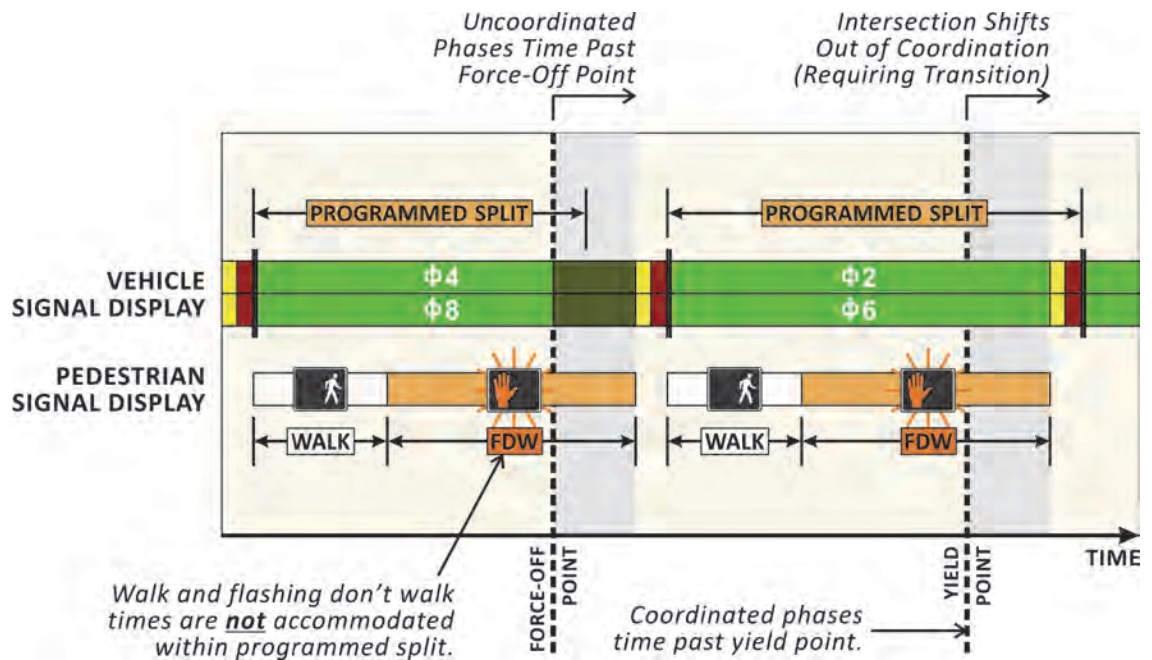 Uncoordinated
Phases Time Past
Force-Off Point
Intersection Shifts
Out of Coordination
(Requiring Transition)
PROGRAMMED SPLIT
PROGRAMMED SPLIT
VEHICLE
SIGNAL DISPLAY
Φ4
Φ8
Φ2
Φ6
PEDESTRIAN
SIGNAL DISPLAY
WALK
FDW
WALK
FDW
TIME
FORCE-OFF
POINT
YIELD
POINT
Walk and flashing don't walk
times are not accommodated
within programmed split.
Coordinated phases
time past yield point.